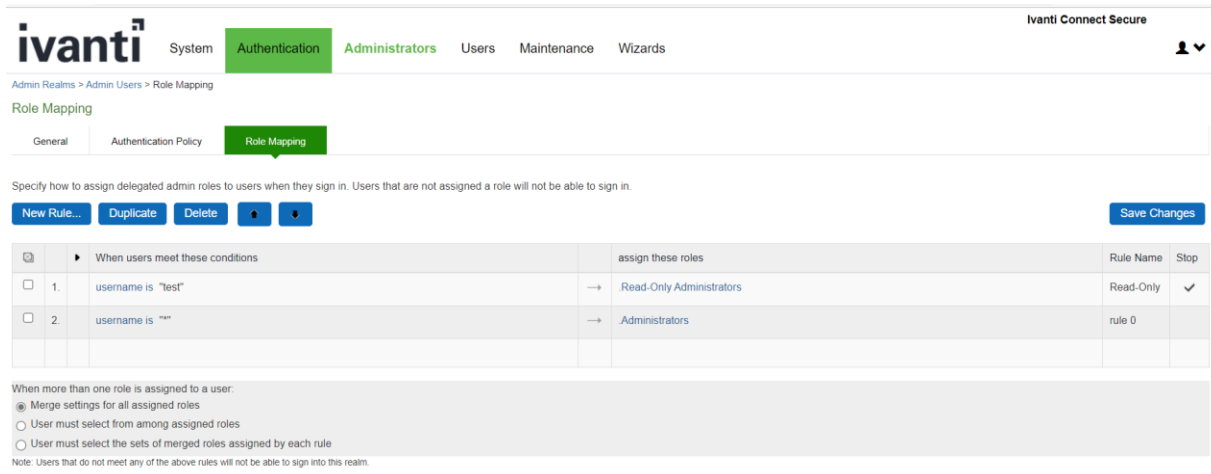 Ivanti Connect Secure
ivanti System Authentication Administrators Users Maintenance Wizards
Admin Realms > Admin Users > Role Mapping
Role Mapping
General Authentication Policy Role Mapping
Specify how to assign delegated admin roles to users when they sign in. Users that are not assigned a role will not be able to sign in.
New Rule... Duplicate Delete Save Changes
When users meet these conditions assign these roles Rule Name Stop
1. username is "test" → .Read-Only Administrators Read-Only ✓
2. username is "*" → .Administrators rule 0
When more than one role is assigned to a user:
Merge settings for all assigned roles
User must select from among assigned roles
User must select the sets of merged roles assigned by each rule
Note: Users that do not meet any of the above rules will not be able to sign into this realm.